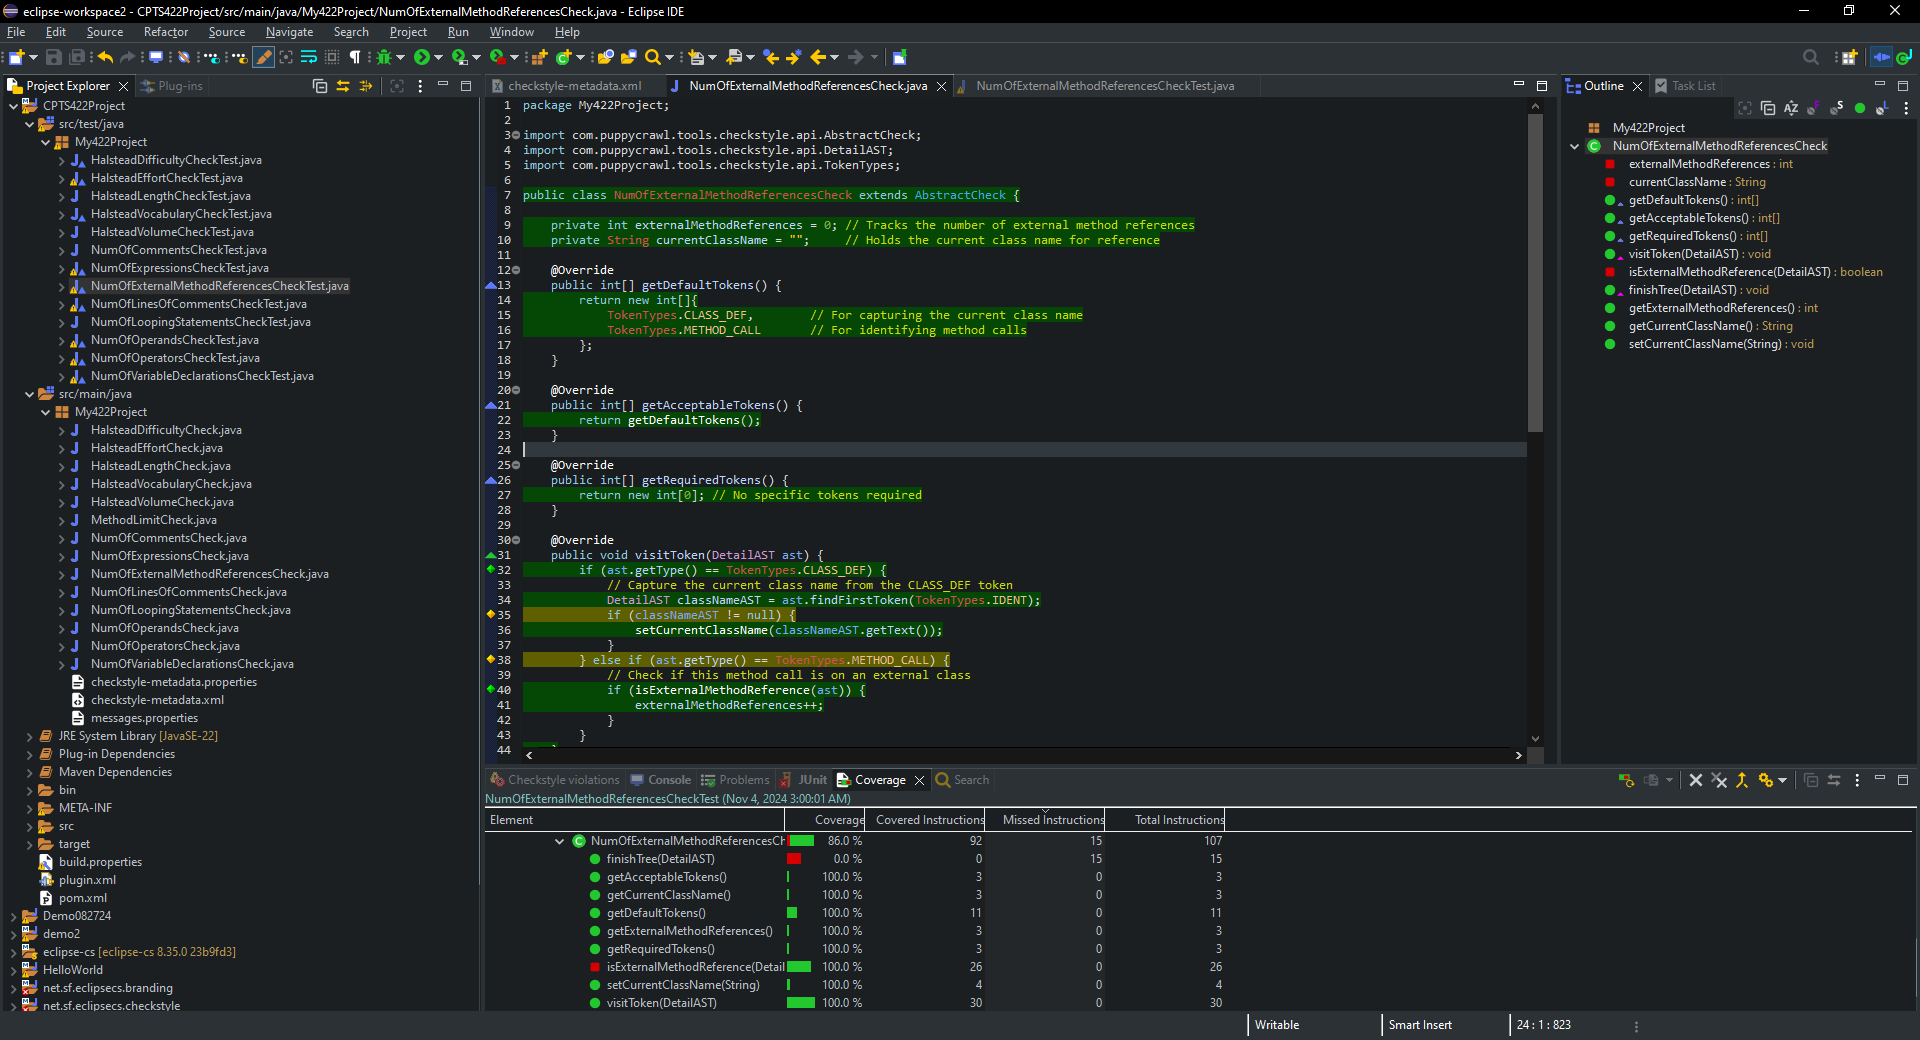 eclipse-workspace2 - CPTS422Project/src/main/java/My422Project/NumOfExternalMethodReferencesCheck.java - Eclipse IDE
File Edit Source Refactor Source Navigate Search Project Run Window Help
Project Explorer
Plug-ins
CPTS422Project
src/test/java
My422Project
HalsteadDifficultyCheckTest.java
HalsteadEffortCheckTest.java
HalsteadLengthCheckTest.java
HalsteadVocabularyCheckTest.java
HalsteadVolumeCheckTest.java
NumOfCommentsCheckTest.java
NumOfExpressionsCheckTest.java
NumOfExternalMethodReferencesCheckTest.java
NumOfLinesOfCommentsCheckTest.java
NumOfLoopingStatementsCheckTest.java
NumOfOperandsCheckTest.java
NumOfOperatorsCheckTest.java
NumOfVariableDeclarationsCheckTest.java
src/main/java
My422Project
HalsteadDifficultyCheck.java
HalsteadEffortCheck.java
HalsteadLengthCheck.java
HalsteadVocabularyCheck.java
HalsteadVolumeCheck.java
MethodLimitCheck.java
NumOfCommentsCheck.java
NumOfExpressionsCheck.java
NumOfExternalMethodReferencesCheck.java
NumOfLinesOfCommentsCheck.java
NumOfLoopingStatementsCheck.java
NumOfOperandsCheck.java
NumOfOperatorsCheck.java
NumOfVariableDeclarationsCheck.java
checkstyle-metadata.properties
checkstyle-metadata.xml
messages.properties
JRE System Library [JavaSE-22]
Plug-in Dependencies
Maven Dependencies
bin
META-INF
src
target
build.properties
plugin.xml
pom.xml
Demo082724
demo2
eclipse-cs [eclipse-cs 8.35.0 23b9fd3]
HelloWorld
net.sf.eclipsecs.branding
net.sf.eclipsecs.checkstyle
checkstyle-metadata.xml
NumOfExternalMethodReferencesCheck.java
NumOfExternalMethodReferencesCheckTest.java
1 package My422Project;
2
3 import com.puppycrawl.tools.checkstyle.api.AbstractCheck;
4 import com.puppycrawl.tools.checkstyle.api.DetailAST;
5 import com.puppycrawl.tools.checkstyle.api.TokenTypes;
6
7 public class NumOfExternalMethodReferencesCheck extends AbstractCheck {
8
9 private int externalMethodReferences = 0; // Tracks the number of external method references
10 private String currentClassName = ""; // Holds the current class name for reference
11
12 @Override
13 public int[] getDefaultTokens() {
14 return new int[]{
15 TokenTypes.CLASS_DEF, // For capturing the current class name
16 TokenTypes.METHOD_CALL // For identifying method calls
17 };
18 }
19
20 @Override
21 public int[] getAcceptableTokens() {
22 return getDefaultTokens();
23 }
24
25 @Override
26 public int[] getRequiredTokens() {
27 return new int[0]; // No specific tokens required
28 }
29
30 @Override
31 public void visitToken(DetailAST ast) {
32 if (ast.getType() == TokenTypes.CLASS_DEF) {
33 // Capture the current class name from the CLASS_DEF token
34 DetailAST classNameAST = ast.findFirstToken(TokenTypes.IDENT);
35 if (classNameAST != null) {
36 setCurrentClassName(classNameAST.getText());
37 }
38 } else if (ast.getType() == TokenTypes.METHOD_CALL) {
39 // Check if this method call is on an external class
40 if (isExternalMethodReference(ast)) {
41 externalMethodReferences++;
42 }
43 }
44
Outline
Task List
My422Project
NumOfExternalMethodReferencesCheck
externalMethodReferences : int
currentClassName : String
getDefaultTokens() : int[]
getAcceptableTokens() : int[]
getRequiredTokens() : int[]
visitToken(DetailAST) : void
isExternalMethodReference(DetailAST) : boolean
finishTree(DetailAST) : void
getExternalMethodReferences() : int
getCurrentClassName() : String
setCurrentClassName(String) : void
Checkstyle violations Console Problems JUnit Coverage Search
NumOfExternalMethodReferencesCheckTest (Nov 4, 2024 3:00:01 AM)
Element Coverage Covered Instructions Missed Instructions Total Instructions
NumOfExternalMethodReferencesCh 86.0 % 92 15 107
finishTree(DetailAST) 0.0 % 0 15 15
getAcceptableTokens() 100.0 % 3 0 3
getCurrentClassName() 100.0 % 3 0 3
getDefaultTokens() 100.0 % 11 0 11
getExternalMethodReferences() 100.0 % 3 0 3
getRequiredTokens() 100.0 % 3 0 3
isExternalMethodReference(Detail 100.0 % 26 0 26
setCurrentClassName(String) 100.0 % 4 0 4
visitToken(DetailAST) 100.0 % 30 0 30
Writable
Smart Insert
24 : 1 : 823